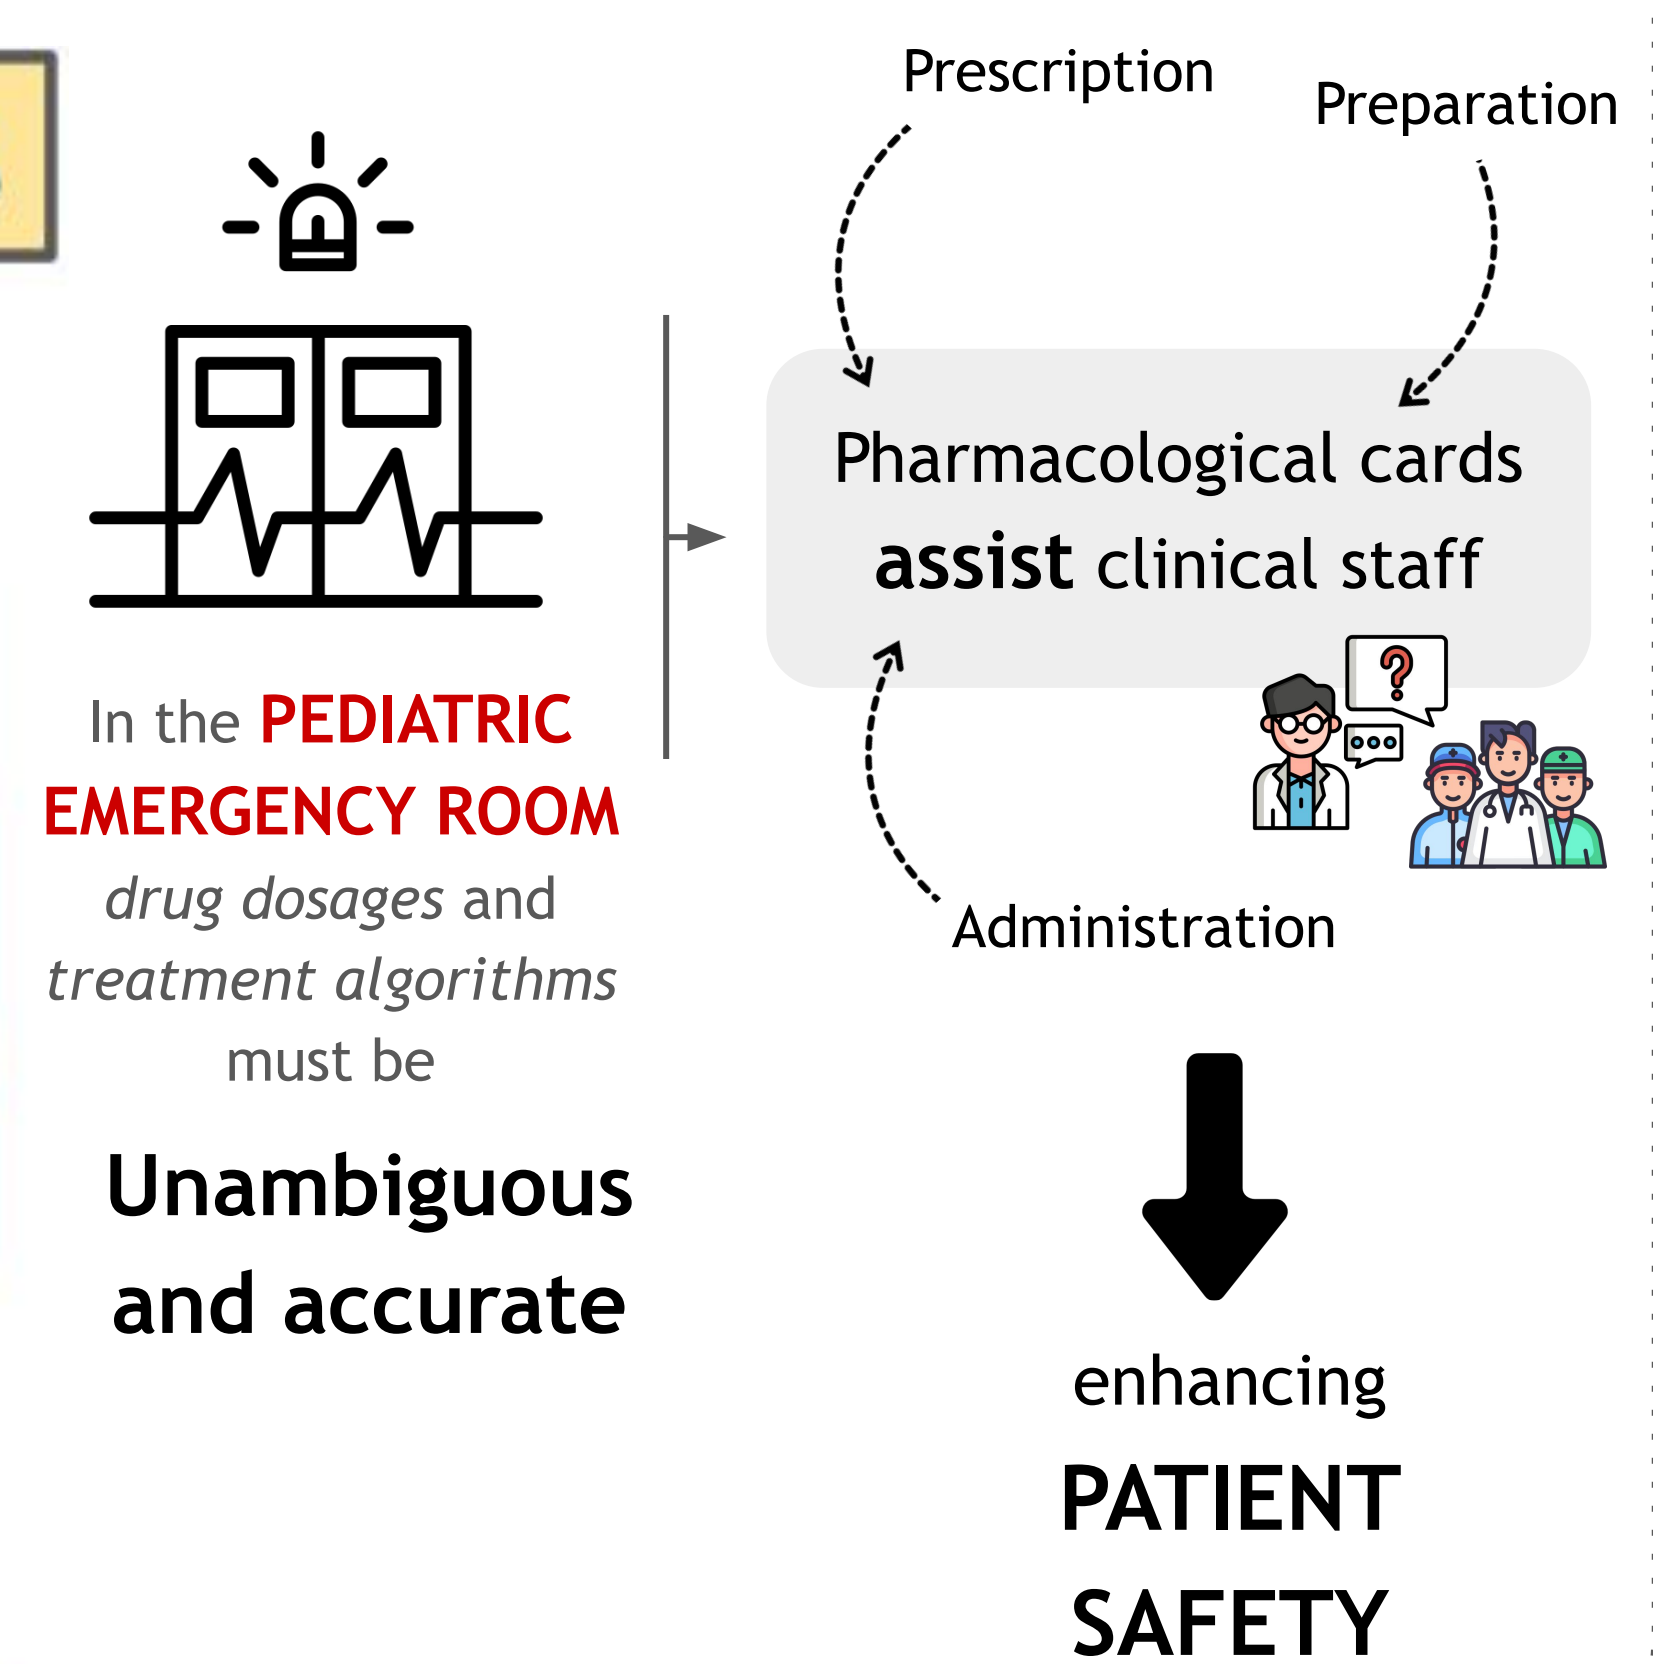 In the PEDIATRIC
EMERGENCY ROOM
drug dosages and
treatment algorithms
must be
Unambiguous
and accurate
Prescription
Preparation
Pharmacological cards
assist clinical staff
?
Administration
enhancing
PATIENT
SAFETY